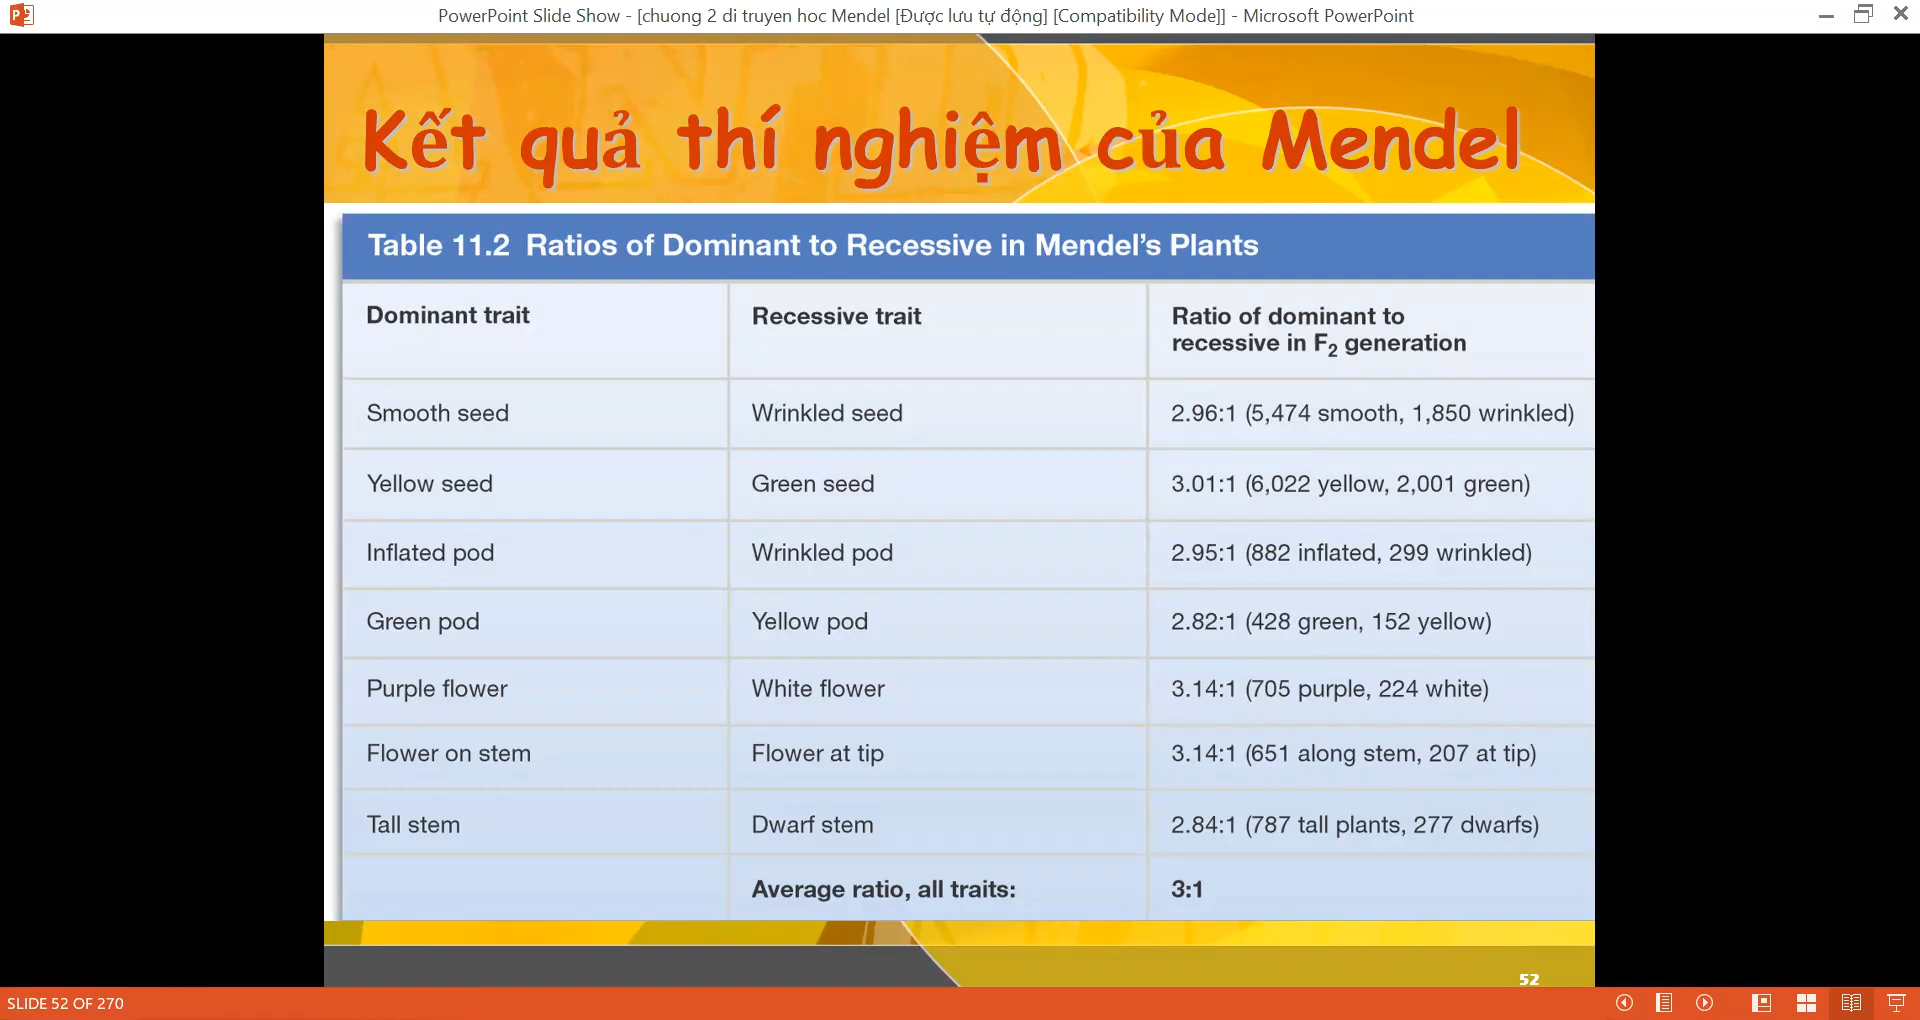 PowerPoint Slide Show - [chuong 2 di truyen hoc Mendel [Được lưu tự động] [Compatibility Mode]] - Microsoft PowerPoint
Kết quả thí nghiệm của Mendel
Table 11.2 Ratios of Dominant to Recessive in Mendel's Plants
Dominant trait
Recessive trait
Ratio of dominant to
recessive in F₂ generation
Smooth seed
Wrinkled seed
2.96:1 (5,474 smooth, 1,850 wrinkled)
Yellow seed
Green seed
3.01:1 (6,022 yellow, 2,001 green)
Inflated pod
Wrinkled pod
2.95:1 (882 inflated, 299 wrinkled)
Green pod
Yellow pod
2.82:1 (428 green, 152 yellow)
Purple flower
White flower
3.14:1 (705 purple, 224 white)
Flower on stem
Flower at tip
3.14:1 (651 along stem, 207 at tip)
Tall stem
Dwarf stem
2.84:1 (787 tall plants, 277 dwarfs)
Average ratio, all traits:
3:1
52
SLIDE 52 OF 270